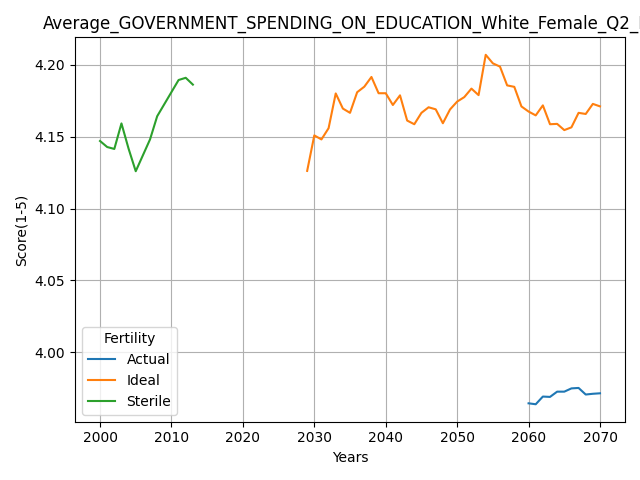 Average_GOVERNMENT_SPENDING_ON_EDUCATION_White_Female_Q2_
Score(1-5)
4.20
4.15
4.10
4.05
4.00
Fertility
Actual
Ideal
Sterile
2000 2010 2020 2030 2040 2050 2060 2070
Years